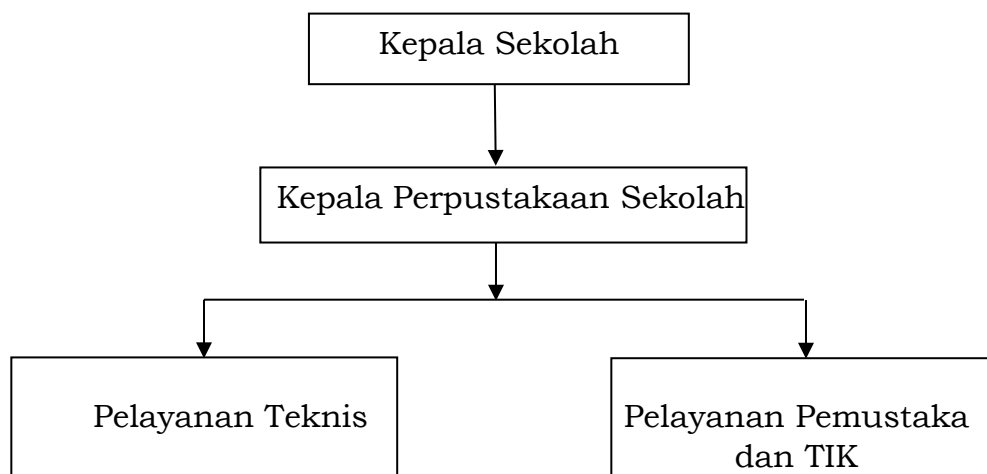 Kepala Sekolah
Kepala Perpustakaan Sekolah
Pelayanan Teknis
Pelayanan Pemustaka
dan TIK